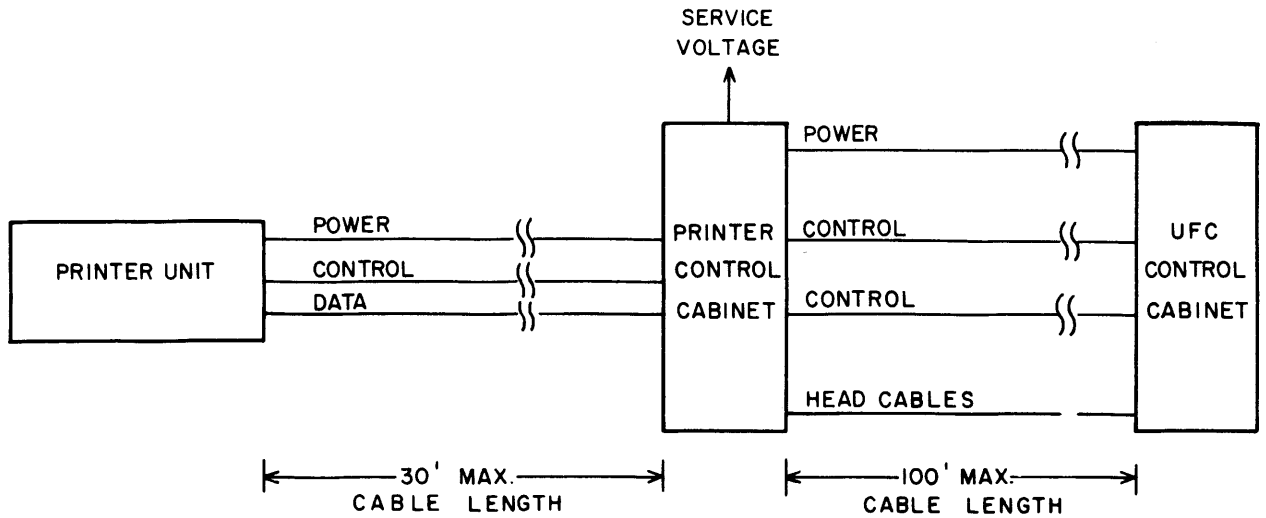 SERVICE
VOLTAGE
PRINTER UNIT
POWER
CONTROL
DATA
PRINTER
CONTROL
CABINET
POWER
CONTROL
CONTROL
HEAD CABLES
UFC
CONTROL
CABINET
30' MAX.
CABLE LENGTH
100' MAX.
CABLE LENGTH